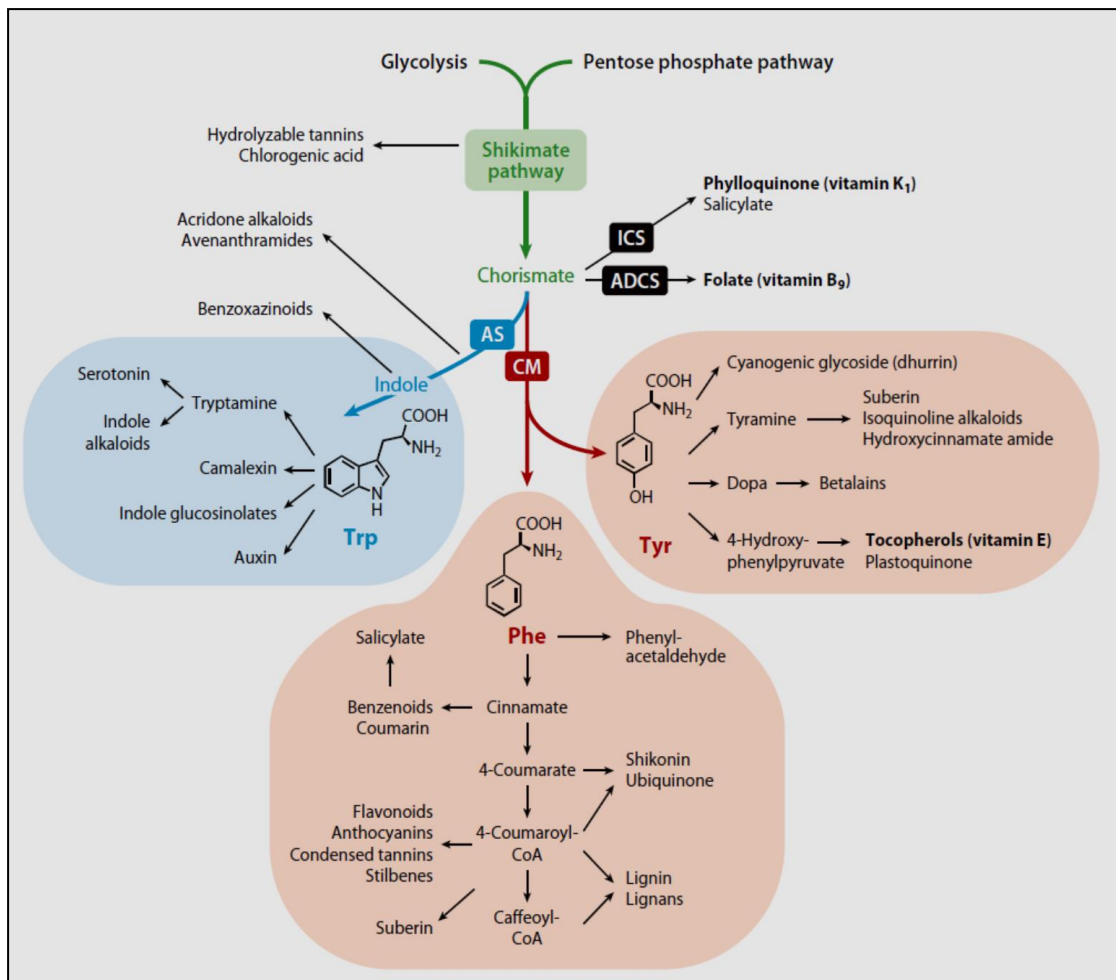 Glycolysis
Pentose phosphate pathway
Hydrolyzable tannins
Chlorogenic acid
Shikimate
pathway
Phylloquinone (vitamin K₁)
Salicylate
ICS
Acridone alkaloids
Avenanthramides
Chorismate
ADCS
Folate (vitamin B₉)
Benzoxazinoids
AS
CM
Indole
Serotonin
Tryptamine
Indole
alkaloids
COOH
NH₂
Camalexin
Indole glucosinolates
N
H
Auxin
Trp
Cyanogenic glycoside (dhurrin)
COOH
NH₂
Tyramine
Suberin
Isoquinoline alkaloids
Hydroxycinnamate amide
OH
Dopa
Betalains
Tyr
4-Hydroxy-
phenylpyruvate
Tocopherols (vitamin E)
Plastoquinone
COOH
NH₂
Phe
Phenyl-
acetaldehyde
Salicylate
Benzenoids
Coumarin
Cinnamate
4-Coumarate
Shikonin
Ubiquinone
Flavonoids
Anthocyanins
Condensed tannins
Stilbenes
4-Coumaroyl-
CoA
Lignin
Lignans
Suberin
Caffeoyl-
CoA